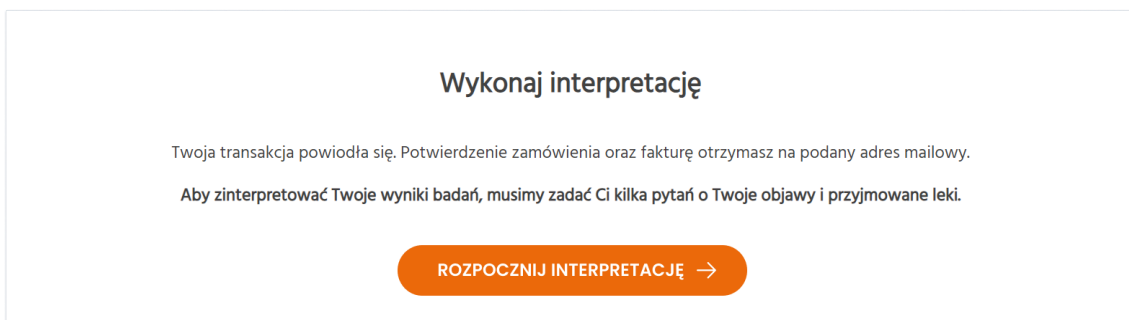 Wykonaj interpretację
Twoja transakcja powiodła się. Potwierdzenie zamówienia oraz fakturę otrzymasz na podany adres mailowy.
Aby zinterpretować Twoje wyniki badań, musimy zadać Ci kilka pytań o Twoje objawy i przyjmowane leki.
ROZPOCZNIJ INTERPRETACJĘ →